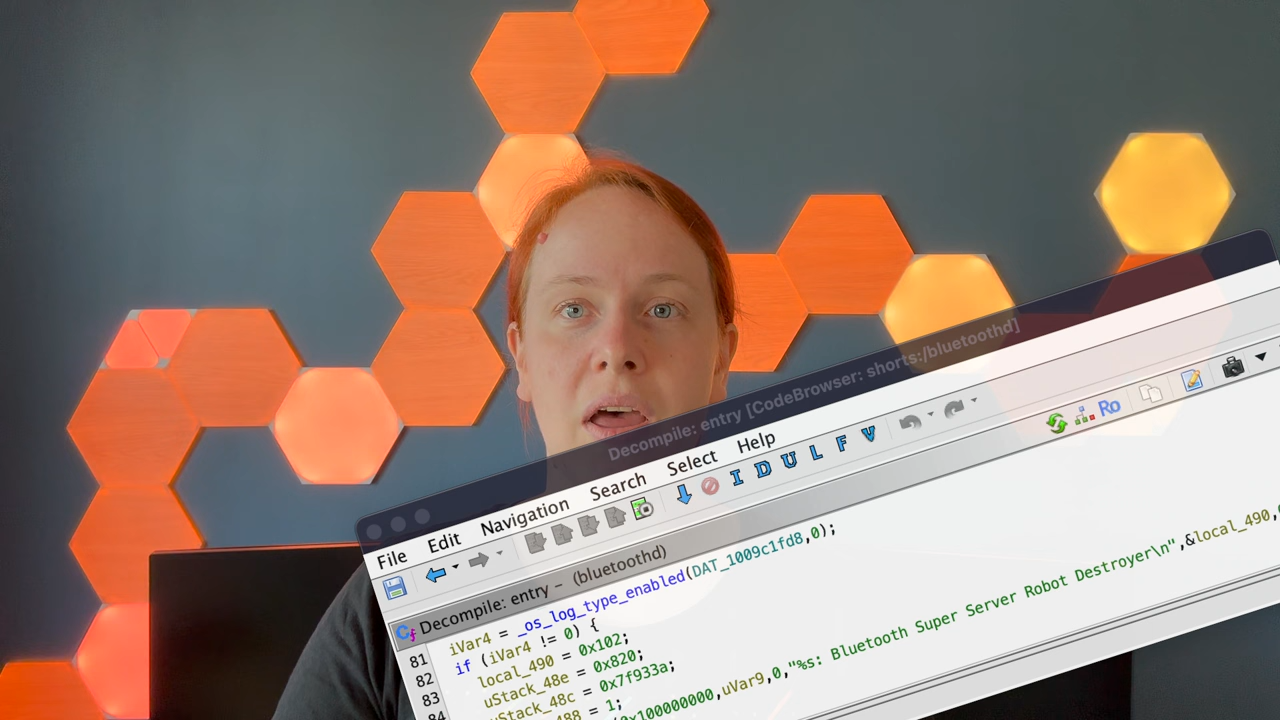 Decompile: entry [CodeBrowser: shorts:/bluetoothd]
File Edit Navigation Search Select Help
I D U L F V
Ro
Decompile: entry – (bluetoothd)
81 iVar4 = _os_log_type_enabled(DAT_1009c1fd8,0);
82 if (iVar4 != 0) {
83 local_490 = 0x102;
84 uStack_48e = 0x820;
uStack_48c = 0x7f933a;
488 = 1;
0x100000000,uVar9,0,"%s: Bluetooth Super Server Robot Destroyer\n",&local_490,